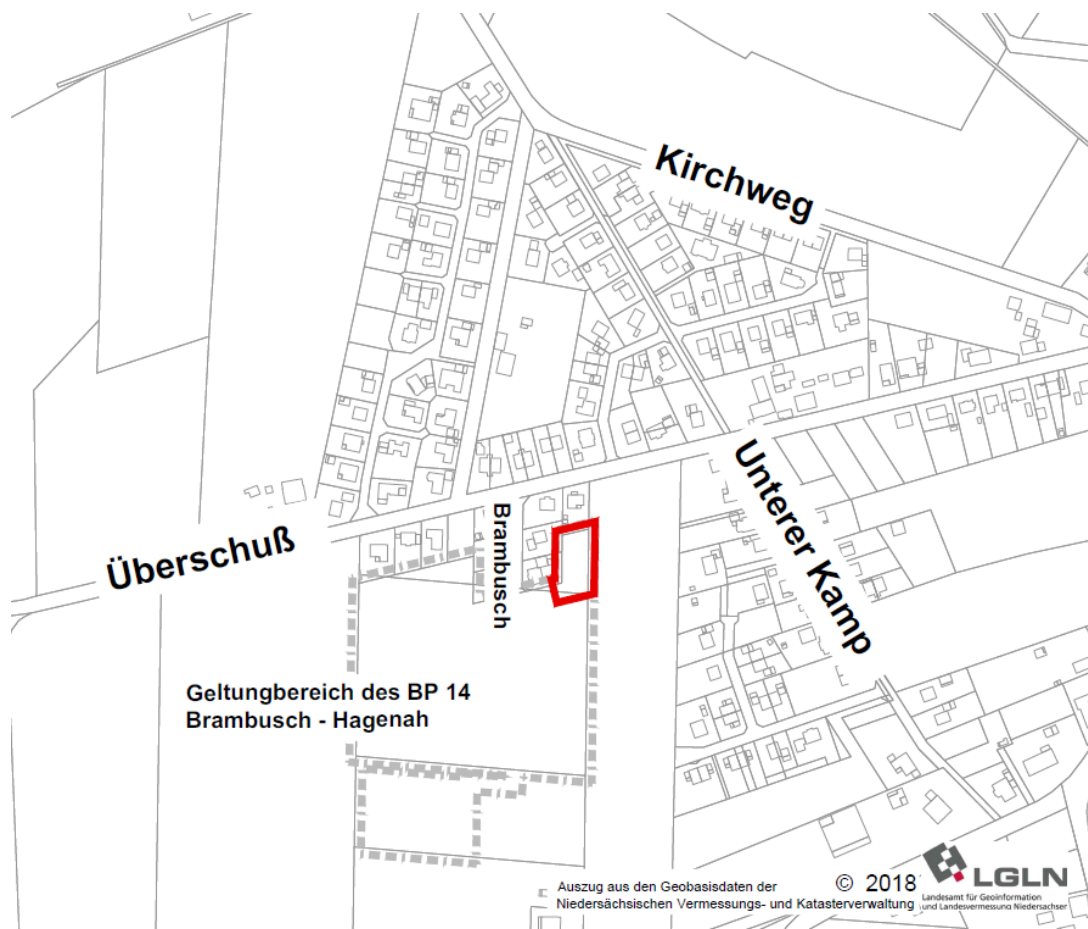 Kirchweg
Unterer Kamp
Überschuß
Brambusch
Geltungbereich des BP 14
Brambusch - Hagenah
Auszug aus den Geobasisdaten der
Niedersächsischen Vermessungs- und Katasterverwaltung
© 2018
LGLN
Landesamt für Geoinformation
und Landesvermessung Niedersachsen